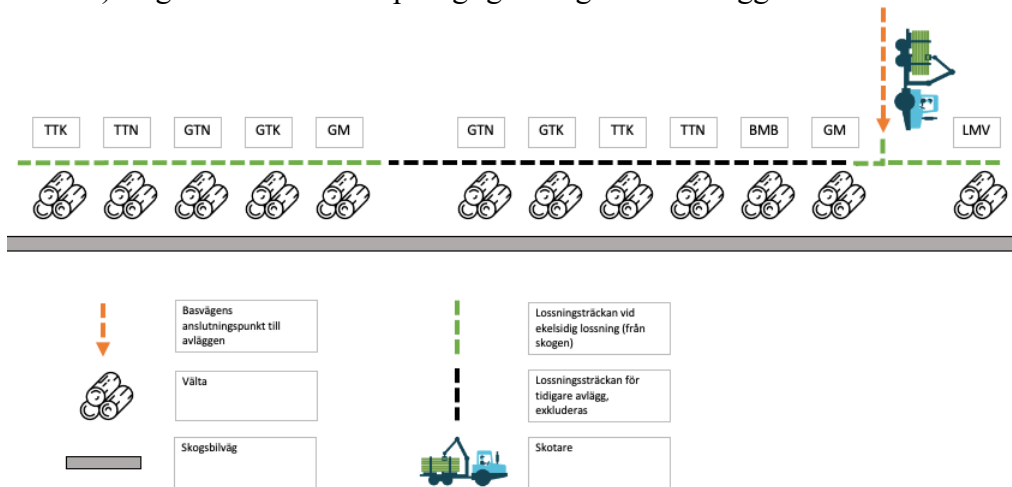 TTK TTN GTN GTK GM GTN GTK TTK TTN BMB GM LMV
Basvägens
anslutningspunkt till
avläggen
Lossningsträckan vid
ekelsidig lossning (från
skogen)
Välta
Lossningssträckan för
tidigare avlägg,
exkluderas
Skogsbilväg
Skotare